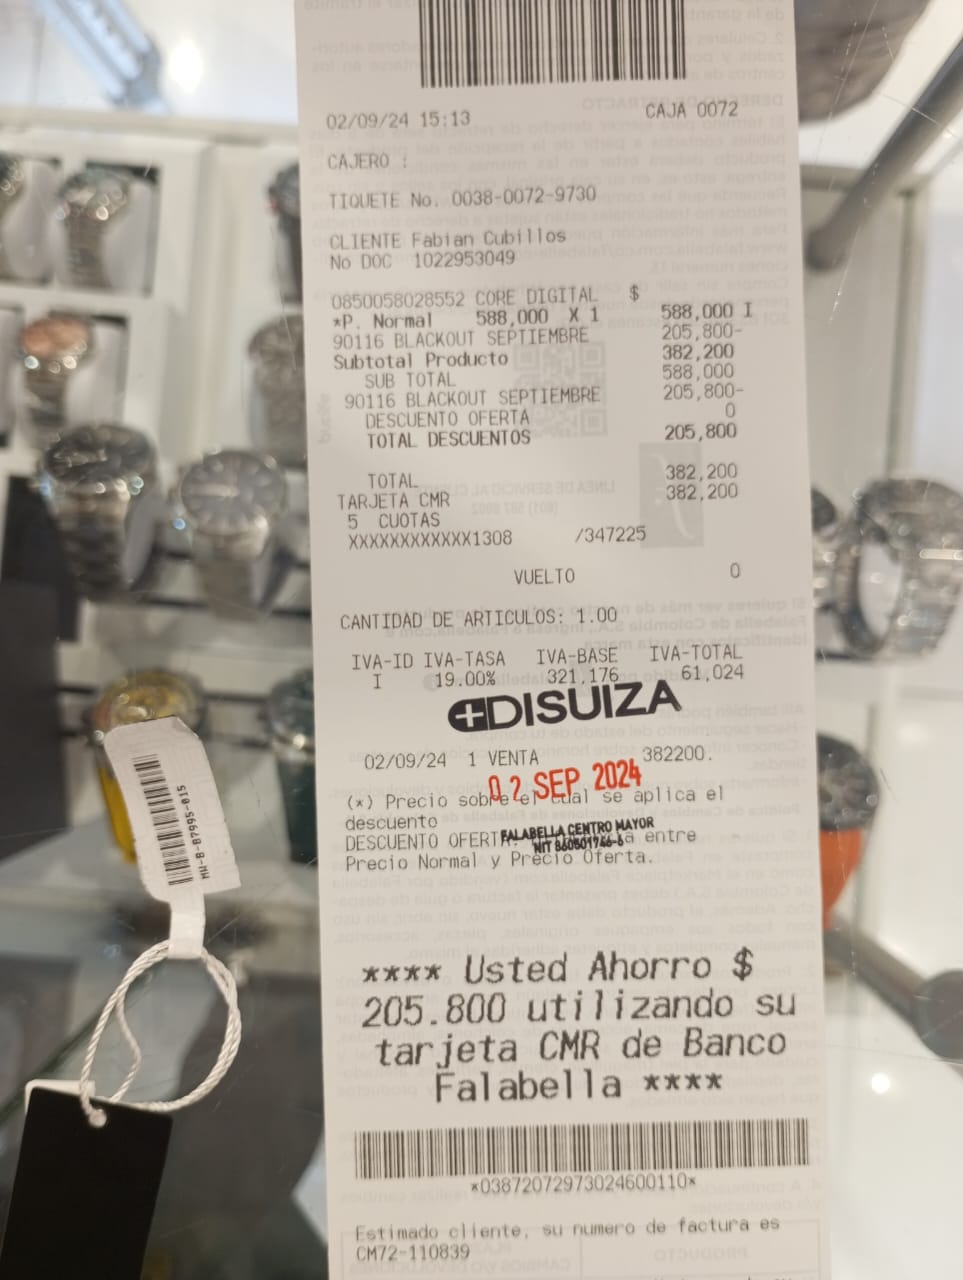 02/09/24 15:13 CAJA 0072
CAJERO :
TIQUETE No. 0038-0072-9730
CLIENTE Fabian Cubillos
No DOC 1022953049
0850058028552 CORE DIGITAL $
*P. Normal 588,000 X 1 588,000 I
90116 BLACKOUT SEPTIEMBRE 205,800-
Subtotal Producto 382,200
SUB TOTAL 588,000
90116 BLACKOUT SEPTIEMBRE 205,800-
DESCUENTO OFERTA 0
TOTAL DESCUENTOS 205,800
TOTAL 382,200
TARJETA CMR 382,200
5 CUOTAS
XXXXXXXXXXXX1308 /347225
VUELTO 0
CANTIDAD DE ARTICULOS: 1.00
IVA-ID IVA-TASA IVA-BASE IVA-TOTAL
I 19.00% 321,176 61,024
DISUIZA
02/09/24 1 VENTA 382200.
02 SEP 2024
(*) Precio sobre el cual se aplica el
descuento
FALABELLA CENTRO MAYOR
NIT 860501746-6
DESCUENTO OFERTA entre
Precio Normal y Precio Oferta.
**** Usted Ahorro $
205.800 utilizando su
tarjeta CMR de Banco
Falabella ****
*03872072973024600110*
Estimado cliente, su numero de factura es
CM72-110839
MW-B-87995-015